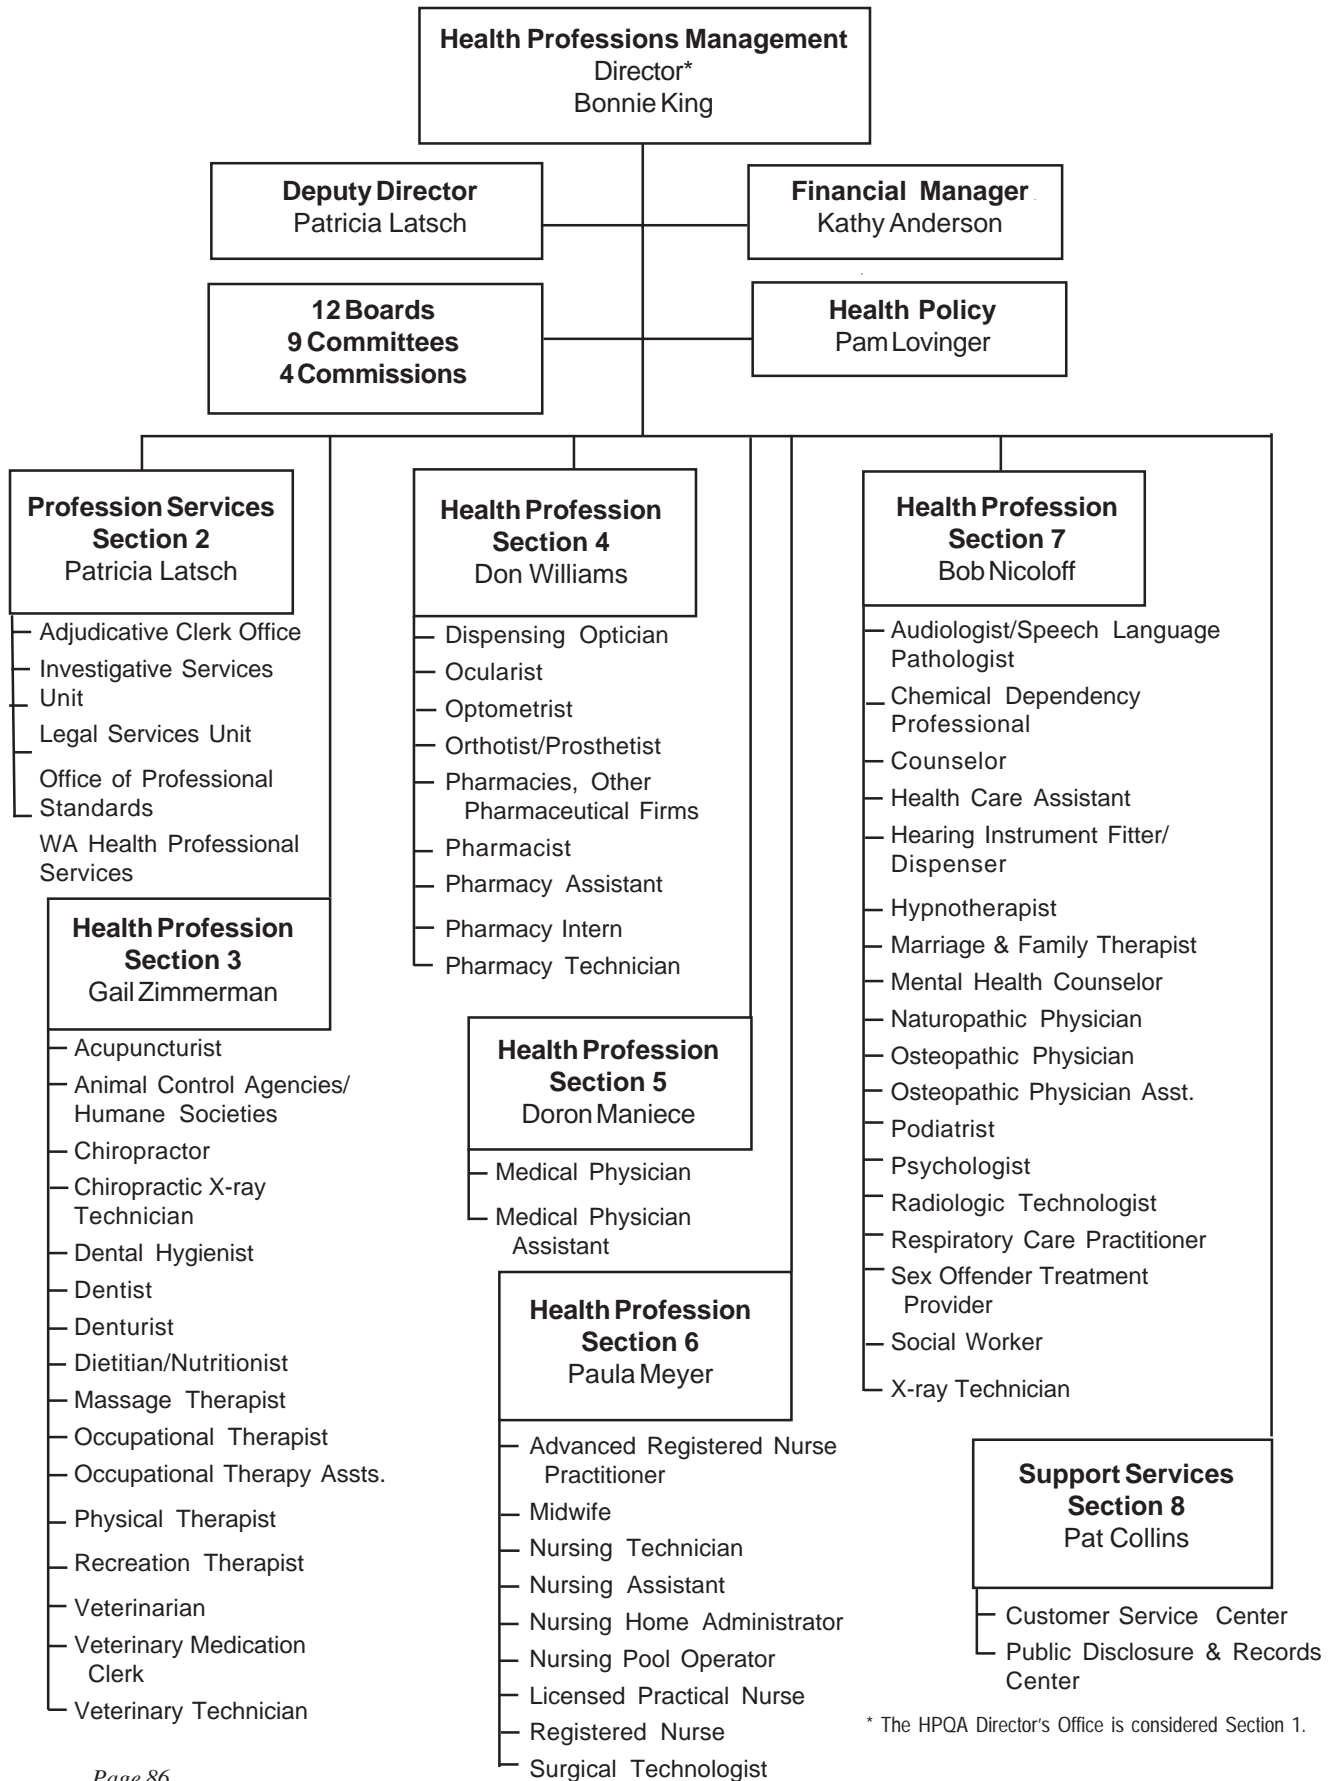 Health Professions Management
Director*
Bonnie King
Deputy Director
Patricia Latsch
Financial Manager
Kathy Anderson
12 Boards
9 Committees
4 Commissions
Health Policy
Pam Lovinger
Profession Services
Section 2
Patricia Latsch
Adjudicative Clerk Office
Investigative Services
Unit
Legal Services Unit
Office of Professional
Standards
WA Health Professional
Services
Health Profession
Section 3
Gail Zimmerman
Acupuncturist
Animal Control Agencies/
Humane Societies
Chiropractor
Chiropractic X-ray
Technician
Dental Hygienist
Dentist
Denturist
Dietitian/Nutritionist
Massage Therapist
Occupational Therapist
Occupational Therapy Assts.
Physical Therapist
Recreation Therapist
Veterinarian
Veterinary Medication
Clerk
Veterinary Technician
Health Profession
Section 4
Don Williams
Dispensing Optician
Ocularist
Optometrist
Orthotist/Prosthetist
Pharmacies, Other
Pharmaceutical Firms
Pharmacist
Pharmacy Assistant
Pharmacy Intern
Pharmacy Technician
Health Profession
Section 5
Doron Maniece
Medical Physician
Medical Physician
Assistant
Health Profession
Section 6
Paula Meyer
Advanced Registered Nurse
Practitioner
Midwife
Nursing Technician
Nursing Assistant
Nursing Home Administrator
Nursing Pool Operator
Licensed Practical Nurse
Registered Nurse
Surgical Technologist
Health Profession
Section 7
Bob Nicoloff
Audiologist/Speech Language
Pathologist
Chemical Dependency
Professional
Counselor
Health Care Assistant
Hearing Instrument Fitter/
Dispenser
Hypnotherapist
Marriage & Family Therapist
Mental Health Counselor
Naturopathic Physician
Osteopathic Physician
Osteopathic Physician Asst.
Podiatrist
Psychologist
Radiologic Technologist
Respiratory Care Practitioner
Sex Offender Treatment
Provider
Social Worker
X-ray Technician
Support Services
Section 8
Pat Collins
Customer Service Center
Public Disclosure & Records
Center
* The HPQA Director's Office is considered Section 1.
Page 86